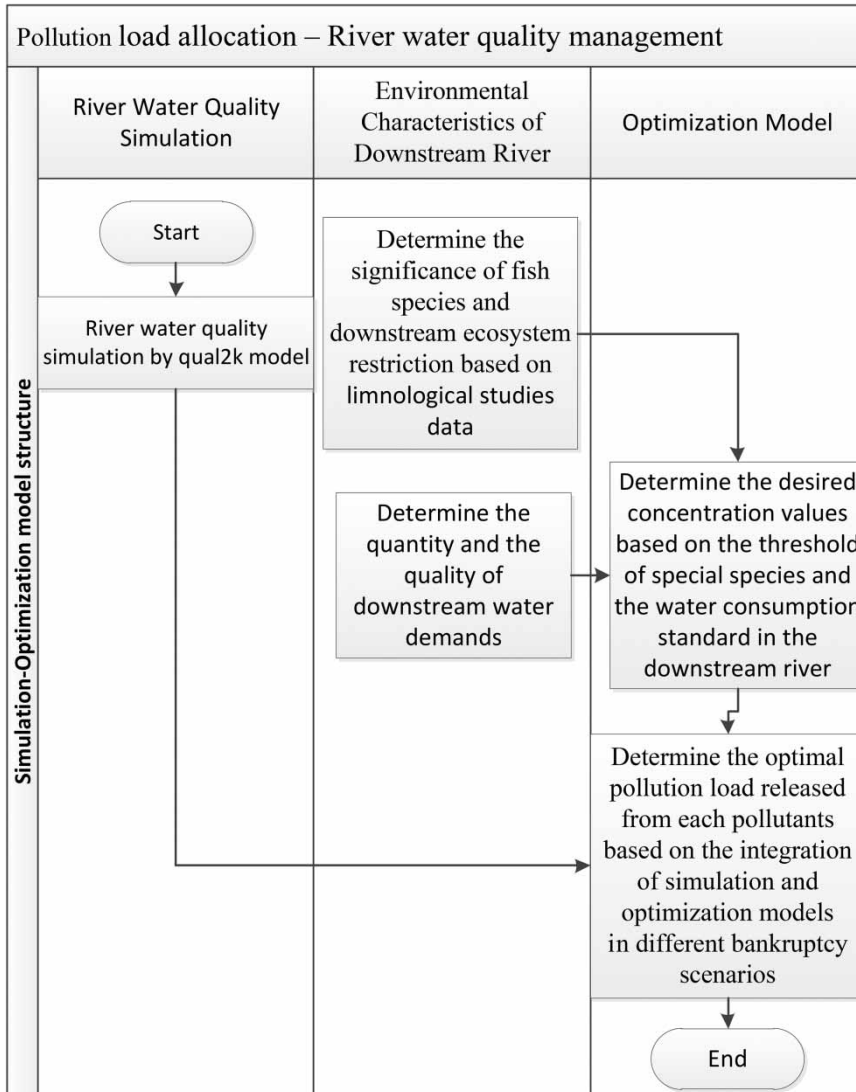 Pollution load allocation – River water quality management
Simulation-Optimization model structure
River Water Quality
Simulation
Environmental
Characteristics of
Downstream River
Optimization Model
Start
River water quality
simulation by qual2k model
Determine the
significance of fish
species and
downstream ecosystem
restriction based on
limnological studies
data
Determine the
quantity and the
quality of
downstream water
demands
Determine the desired
concentration values
based on the threshold
of special species and
the water consumption
standard in the
downstream river
Determine the optimal
pollution load released
from each pollutants
based on the integration
of simulation and
optimization models
in different bankruptcy
scenarios
End